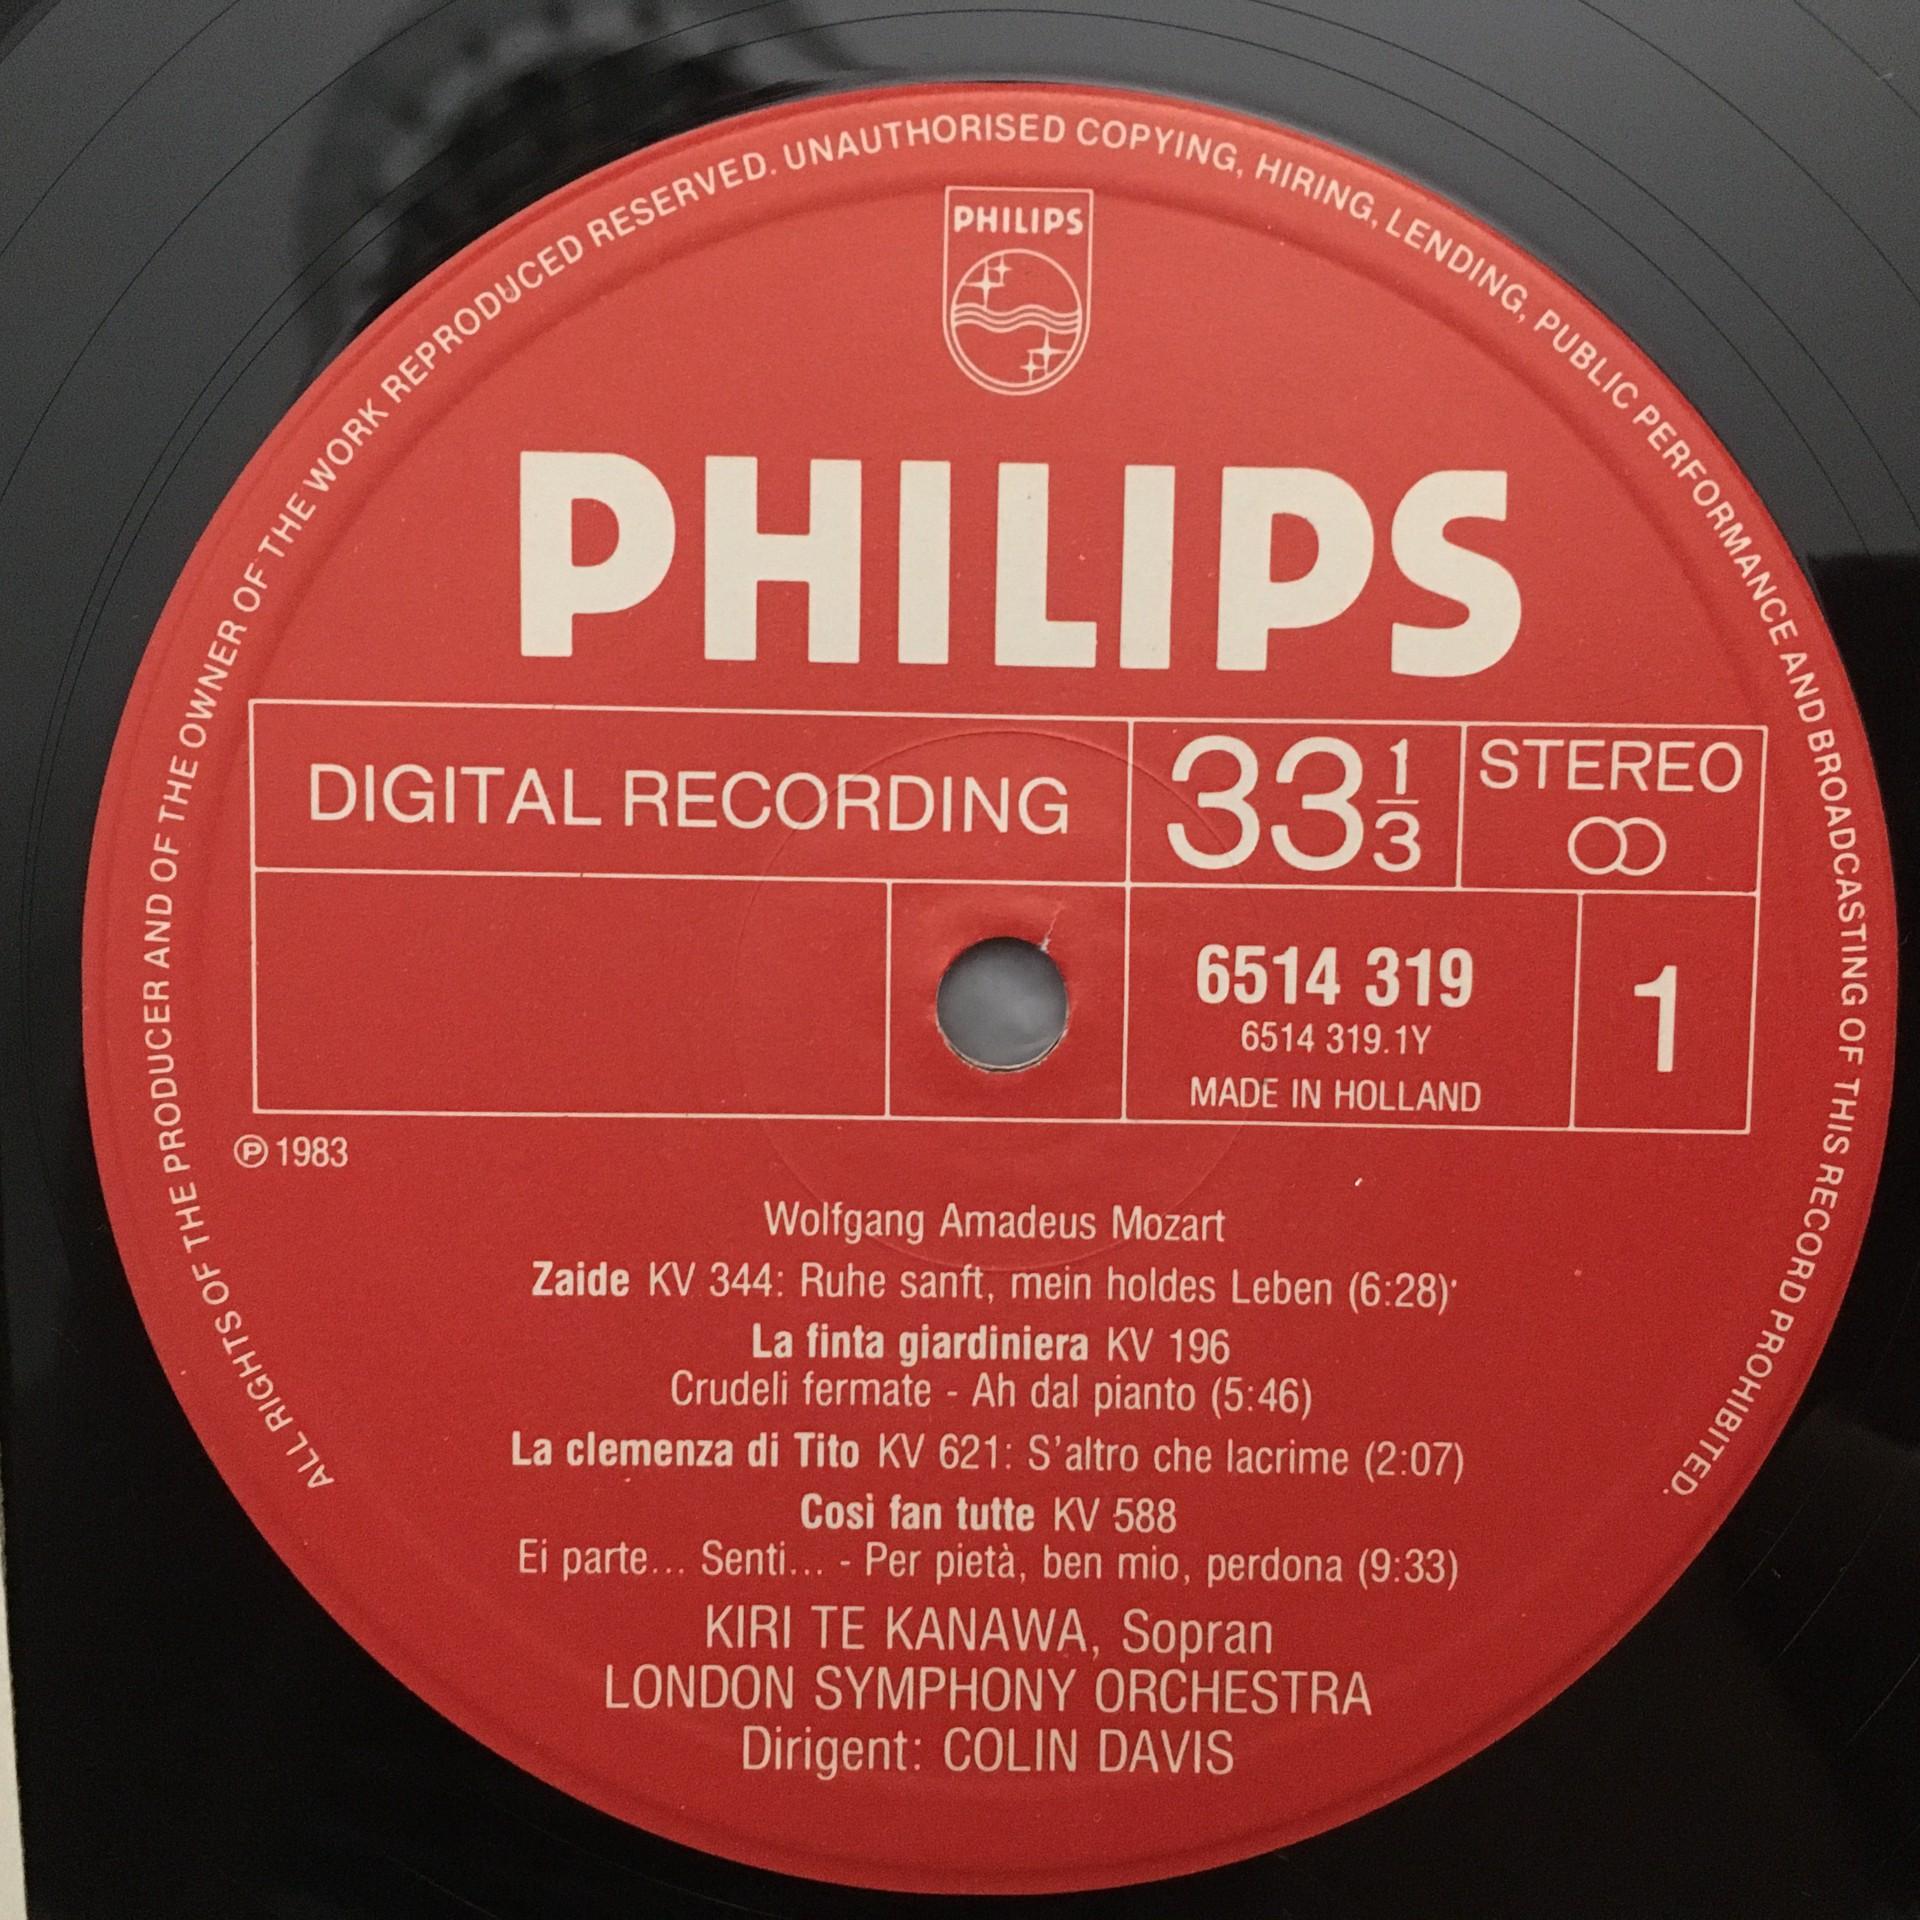 ALL RIGHTS OF THE PRODUCER AND OF THE OWNER OF THE WORK REPRODUCED RESERVED. UNAUTHORISED COPYING, HIRING, LENDING, PUBLIC PERFORMANCE AND BROADCASTING OF THIS RECORD PROHIBITED.
PHILIPS
PHILIPS
DIGITAL RECORDING
33 1/3
STEREO
6514 319
6514 319.1Y
MADE IN HOLLAND
1
Ⓟ 1983
Wolfgang Amadeus Mozart
Zaide KV 344: Ruhe sanft, mein holdes Leben (6:28)
La finta giardiniera KV 196
Crudeli fermate - Ah dal pianto (5:46)
La clemenza di Tito KV 621: S'altro che lacrime (2:07)
Così fan tutte KV 588
Ei parte... Senti... - Per pietà, ben mio, perdona (9:33)
KIRI TE KANAWA, Sopran
LONDON SYMPHONY ORCHESTRA
Dirigent: COLIN DAVIS